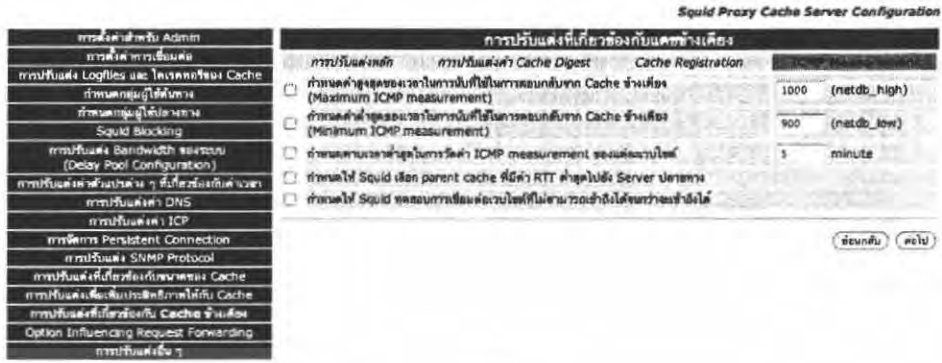 Squid Proxy Cache Server Configuration
การตั้งค่าสำหรับ Admin
การตั้งค่าการเชื่อมต่อ
การปรับแต่ง Logfiles และ ไดเรคทอรีของ Cache
กำหนดกลุ่มผู้ใช้ต้นทาง
กำหนดกลุ่มผู้ใช้ปลายทาง
Squid Blocking
การปรับแต่ง Bandwidth ของระบบ
(Delay Pool Configuration)
การปรับแต่งค่าตัวแปรต่าง ๆ ที่เกี่ยวข้องกับค่าเวลา
การปรับแต่งค่า DNS
การปรับแต่งค่า ICP
การจัดการ Persistent Connection
การปรับแต่ง SNMP Protocol
การปรับแต่งที่เกี่ยวข้องกับขนาดของ Cache
การปรับแต่งเพื่อเพิ่มประสิทธิภาพให้กับ Cache
การปรับแต่งที่เกี่ยวข้องกับ Cache ข้างเคียง
Option Influencing Request Forwarding
การปรับแต่งอื่น ๆ
การปรับแต่งที่เกี่ยวข้องกับแคชข้างเคียง
การปรับแต่งหลัก การปรับแต่งค่า Cache Digest Cache Registration
กำหนดค่าสูงสุดของเวลาในการนับที่ใช้ในการตอบกลับจาก Cache ข้างเคียง
(Maximum ICMP measurement)
1000 (netdb_high)
กำหนดค่าต่ำสุดของเวลาในการนับที่ใช้ในการตอบกลับจาก Cache ข้างเคียง
(Minimum ICMP measurement)
900 (netdb_low)
กำหนดคาบเวลาต่ำสุดในการวัดค่า ICMP measurement ของแต่ละเวบไซต์
5 minute
กำหนดให้ Squid เลือก parent cache ที่มีค่า RTT ต่ำสุดไปยัง Server ปลายทาง
กำหนดให้ Squid ทดสอบการเชื่อมต่อเวบไซต์ที่ไม่สามารถเข้าถึงได้จนกว่าจะเข้าถึงได้
ย้อนกลับ ต่อไป